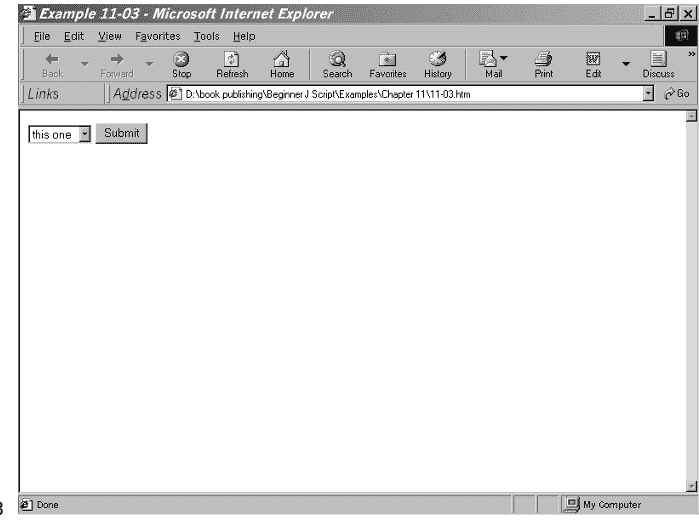 Example 11-03 - Microsoft Internet Explorer
File Edit View Favorites Tools Help
Back Forward Stop Refresh Home Search Favorites History Mail Print Edit Discuss »
Links Address D:\book publishing\Beginner J Script\Examples\Chapter 11\11-03.htm Go
this one Submit
3 Done My Computer